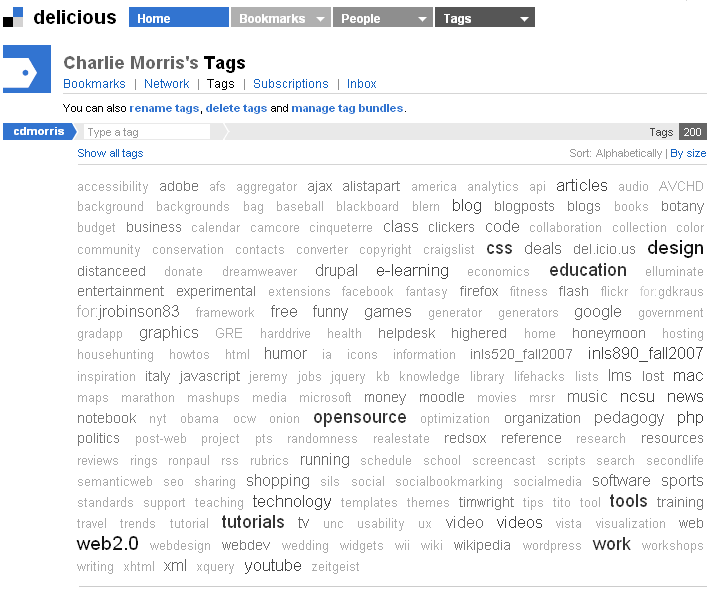 delicious Home Bookmarks People Tags
Charlie Morris's Tags
Bookmarks | Network | Tags | Subscriptions | Inbox
You can also rename tags, delete tags and manage tag bundles.
cdmorris Type a tag Tags 200
Show all tags Sort: Alphabetically | By size
accessibility adobe afs aggregator ajax alistapart america analytics api articles audio AVCHD
background backgrounds bag baseball blackboard blern blog blogposts blogs books botany
budget business calendar camcore cinqueterre class clickers code collaboration collection color
community conservation contacts converter copyright craigslist css deals del.icio.us design
distanceed donate dreamweaver drupal e-learning economics education elluminate
entertainment experimental extensions facebook fantasy firefox fitness flash flickr for:gdkraus
for:jrobinson83 framework free funny games generator generators google government
gradapp graphics GRE harddrive health helpdesk highered home honeymoon hosting
househunting howtos html humor ia icons information inls520_fall2007 inls890_fall2007
inspiration italy javascript jeremy jobs jquery kb knowledge library lifehacks lists lms lost mac
maps marathon mashups media microsoft money moodle movies mrsr music ncsu news
notebook nyt obama ocw onion opensource optimization organization pedagogy php
politics post-web project pts randomness realestate redsox reference research resources
reviews rings ronpaul rss rubrics running schedule school screencast scripts search secondlife
semanticweb seo sharing shopping sils social socialbookmarking socialmedia software sports
standards support teaching technology templates themes timwright tips tito tool tools training
travel trends tutorial tutorials tv unc usability ux video videos vista visualization web
web2.0 webdesign webdev wedding widgets wii wiki wikipedia wordpress work workshops
writing xhtml xml xquery youtube zeitgeist